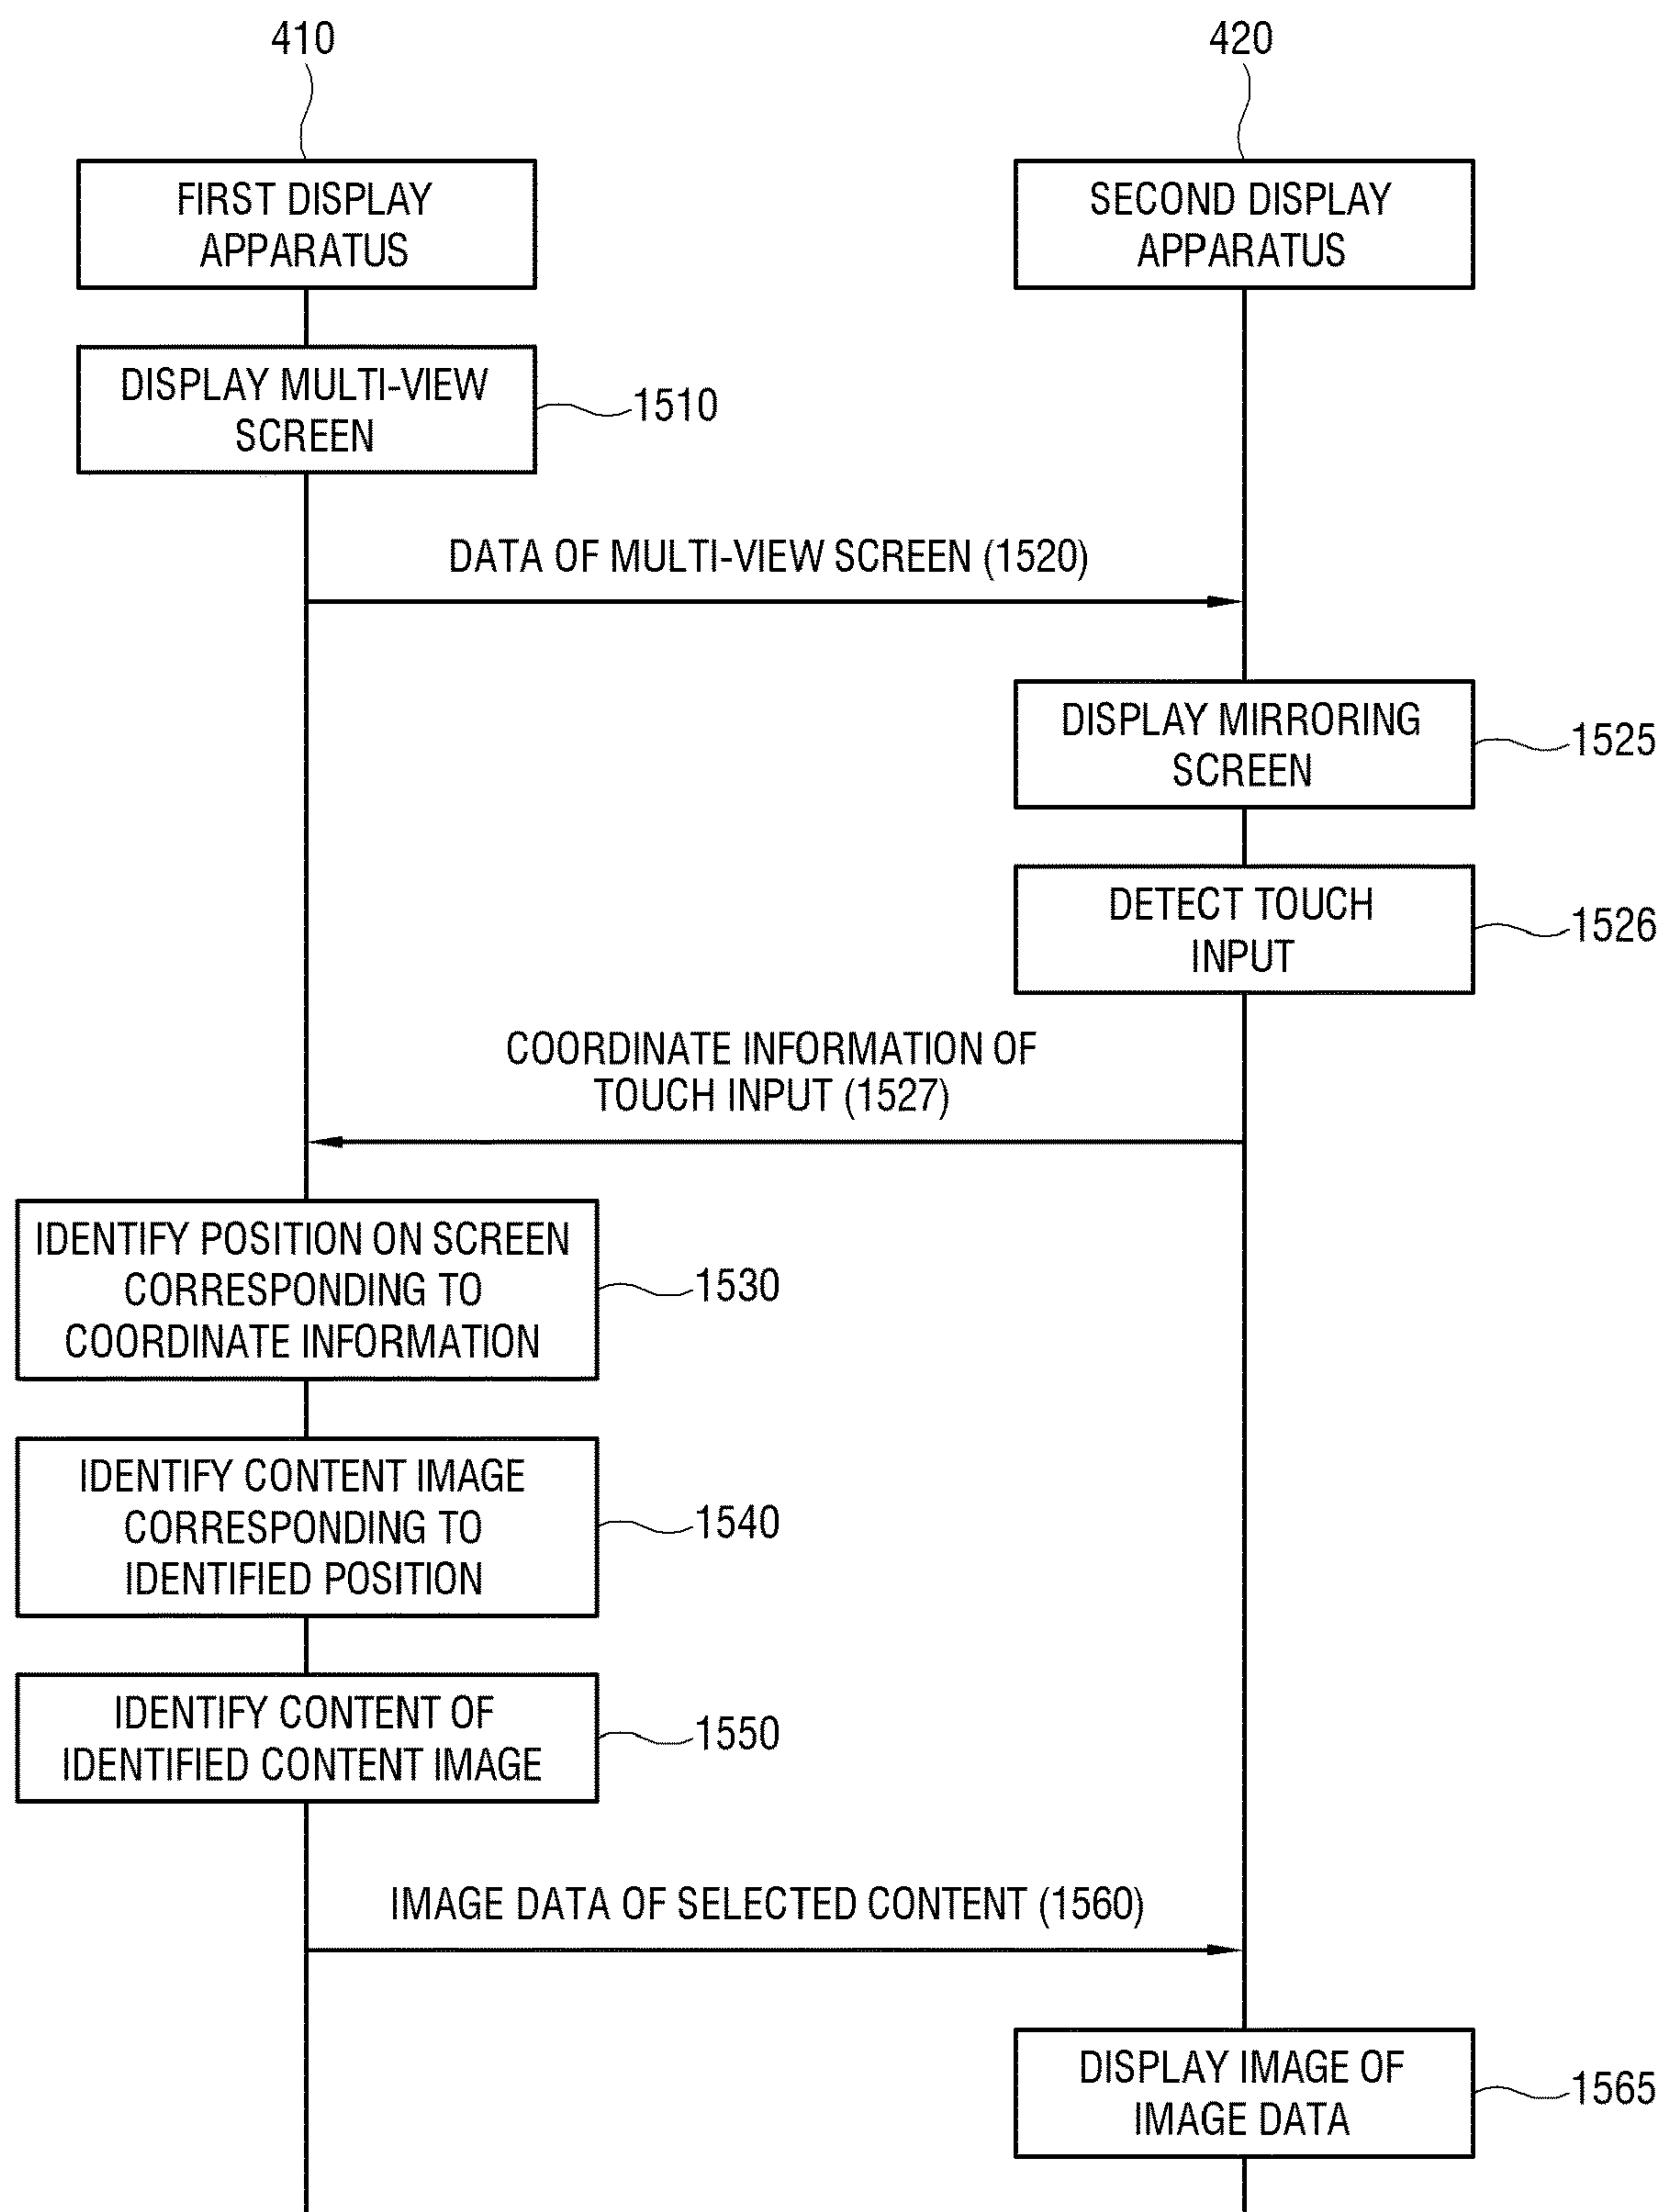 410
420
FIRST DISPLAY
APPARATUS
SECOND DISPLAY
APPARATUS
DISPLAY MULTI-VIEW
SCREEN
1510
DATA OF MULTI-VIEW SCREEN (1520)
DISPLAY MIRRORING
SCREEN
1525
DETECT TOUCH
INPUT
1526
COORDINATE INFORMATION OF
TOUCH INPUT (1527)
IDENTIFY POSITION ON SCREEN
CORRESPONDING TO
COORDINATE INFORMATION
1530
IDENTIFY CONTENT IMAGE
CORRESPONDING TO
IDENTIFIED POSITION
1540
IDENTIFY CONTENT OF
IDENTIFIED CONTENT IMAGE
1550
IMAGE DATA OF SELECTED CONTENT (1560)
DISPLAY IMAGE OF
IMAGE DATA
1565